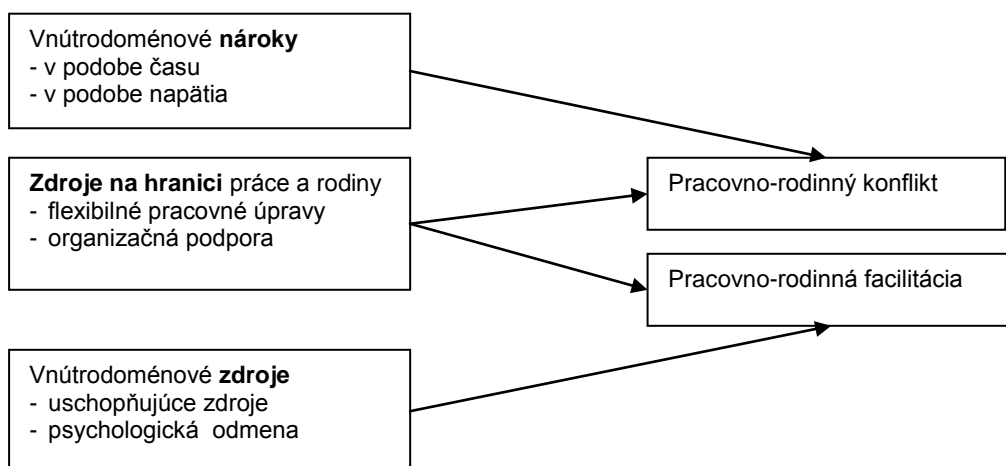 Vnútrodoménové nároky
- v podobe času
- v podobe napätia
Zdroje na hranici práce a rodiny
- flexibilné pracovné úpravy
- organizačná podpora
Pracovno-rodinný konflikt
Pracovno-rodinná facilitácia
Vnútrodoménové zdroje
- uschopňujúce zdroje
- psychologická odmena